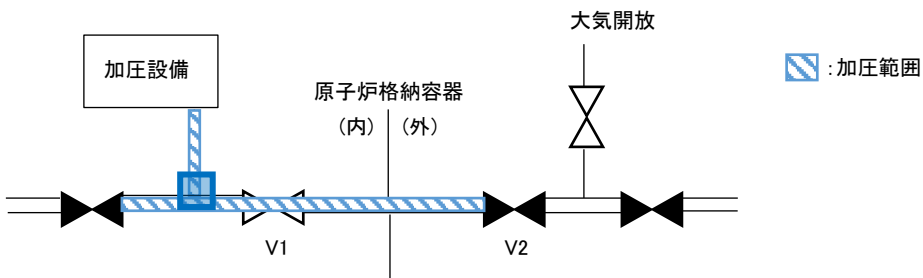 大気開放
加圧設備
:加圧範囲
原子炉格納容器
(内) (外)
V1
V2